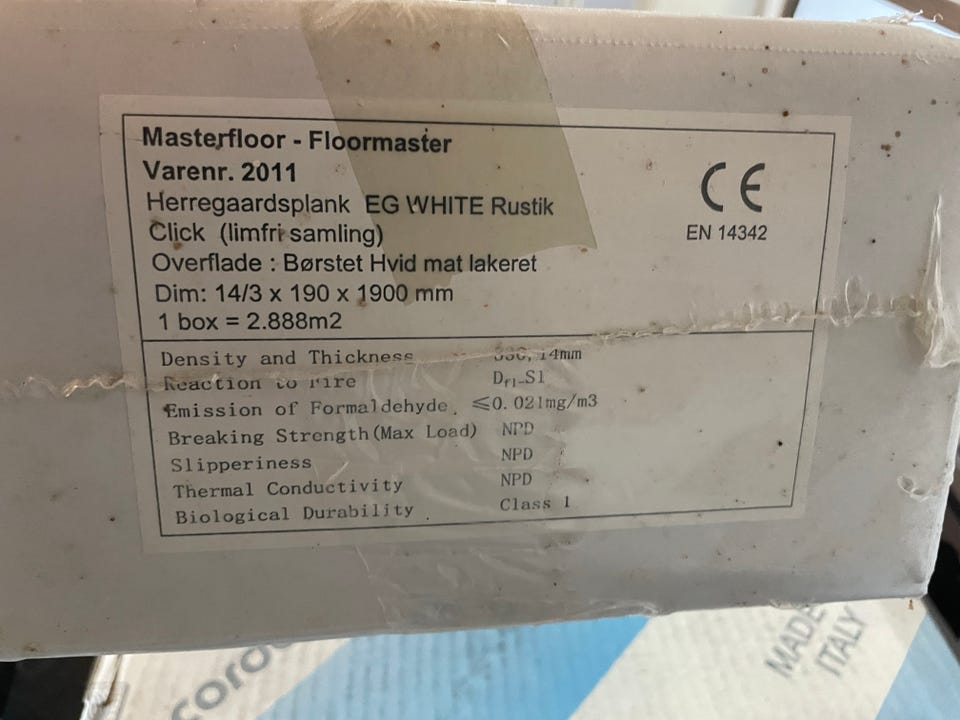 Masterfloor - Floormaster
Varenr. 2011
Herregaardsplank EG WHITE Rustik
Click (limfri samling)
Overflade : Børstet Hvid mat lakeret
Dim: 14/3 x 190 x 1900 mm
1 box = 2.888m2
CE
EN 14342
Density and Thickness 14mm
Reaction to Fire Dfl-S1
Emission of Formaldehyde ≤0.021mg/m3
Breaking Strength(Max Load) NPD
Slipperiness NPD
Thermal Conductivity NPD
Biological Durability Class 1
MADE
ITALY